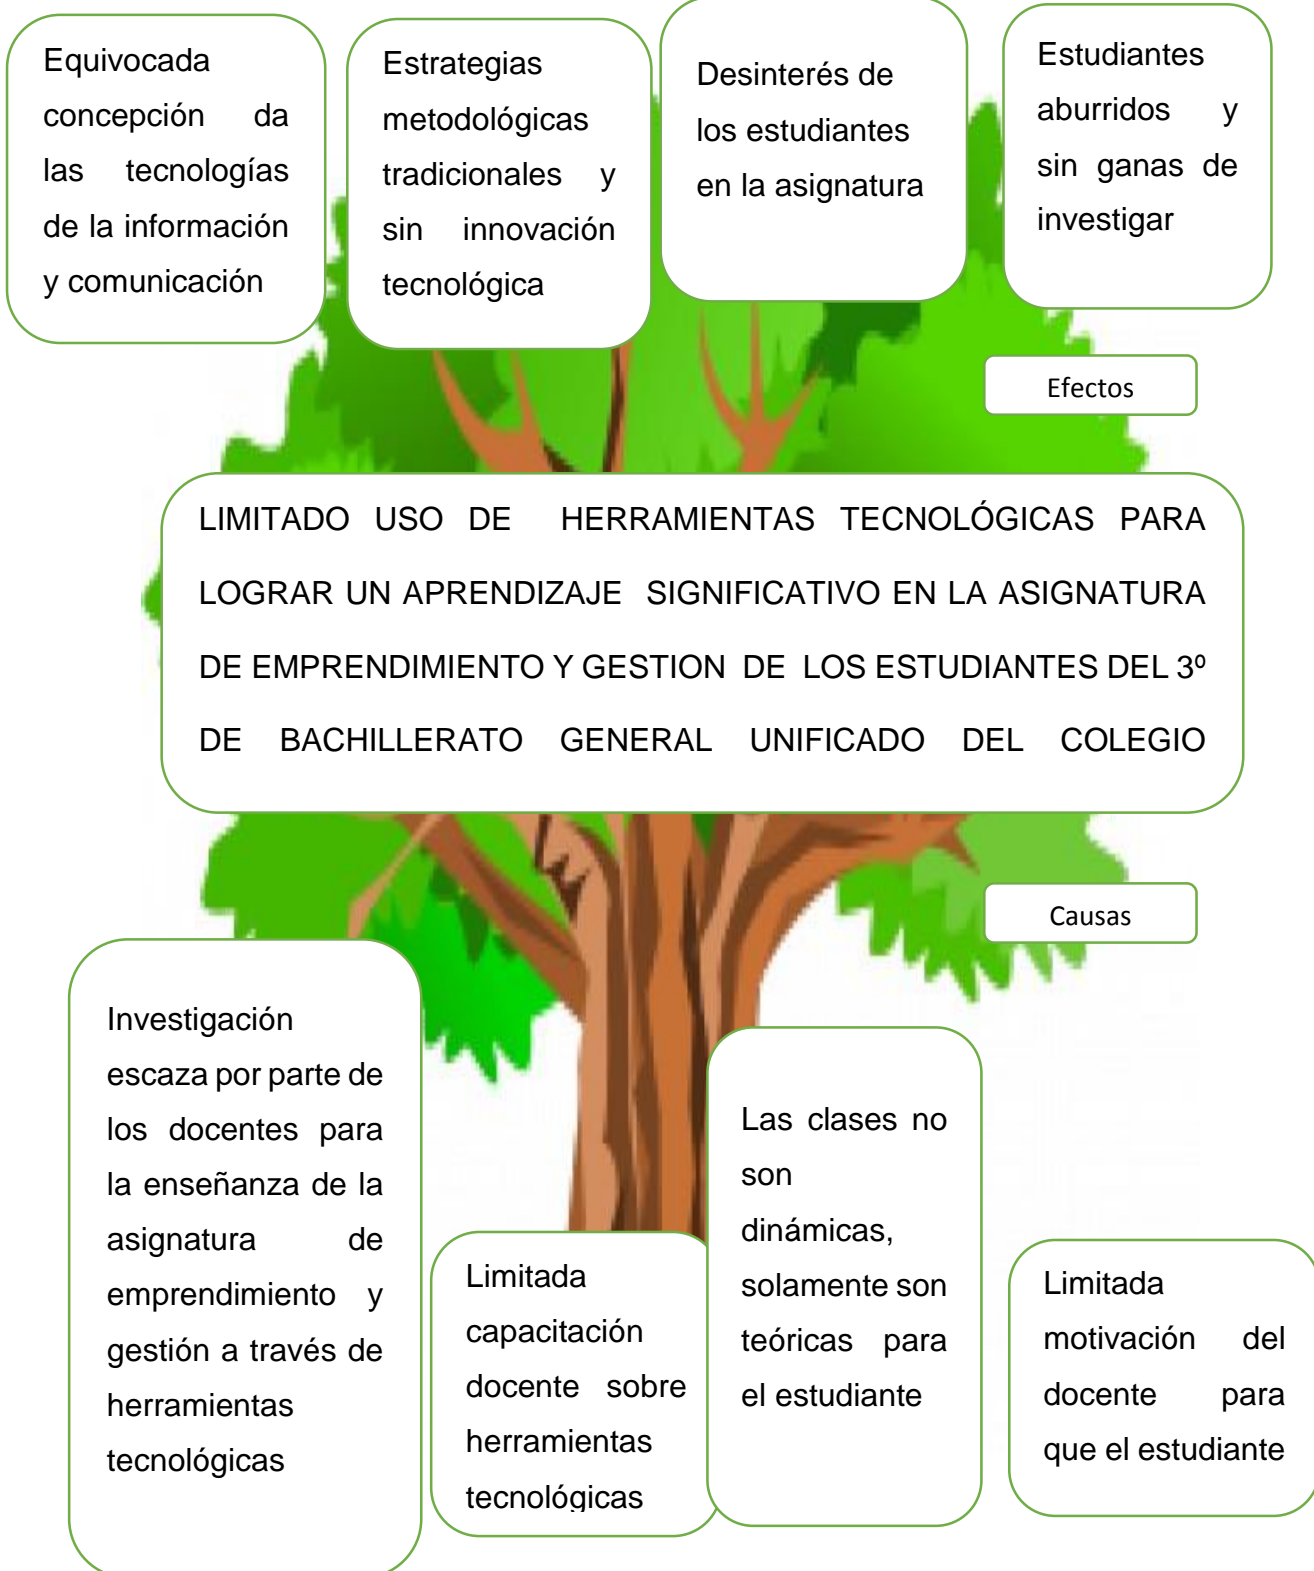 Equivocada
concepción da
las tecnologías
de la información
y comunicación
Estrategias
metodológicas
tradicionales y
sin innovación
tecnológica
Desinterés de
los estudiantes
en la asignatura
Estudiantes
aburridos y
sin ganas de
investigar
Efectos
LIMITADO USO DE HERRAMIENTAS TECNOLÓGICAS PARA
LOGRAR UN APRENDIZAJE SIGNIFICATIVO EN LA ASIGNATURA
DE EMPRENDIMIENTO Y GESTION DE LOS ESTUDIANTES DEL 3º
DE BACHILLERATO GENERAL UNIFICADO DEL COLEGIO
Causas
Investigación
escaza por parte de
los docentes para
la enseñanza de la
asignatura de
emprendimiento y
gestión a través de
herramientas
tecnológicas
Limitada
capacitación
docente sobre
herramientas
tecnológicas
Las clases no
son
dinámicas,
solamente son
teóricas para
el estudiante
Limitada
motivación del
docente para
que el estudiante